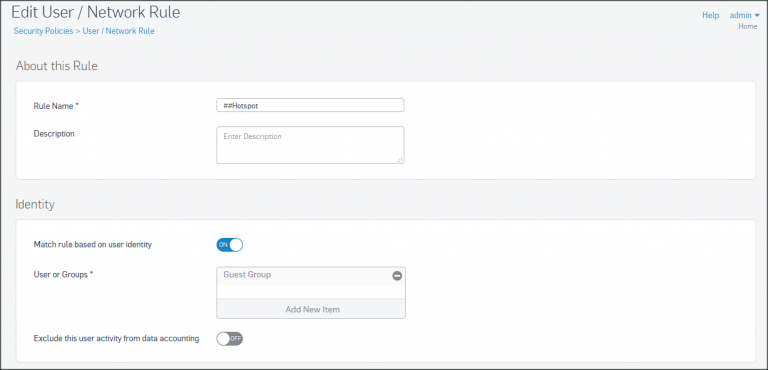 Edit User / Network Rule
Help admin
Security Policies > User / Network Rule
Home
About this Rule
Rule Name *
##Hotspot
Description
Enter Description
Identity
Match rule based on user identity
ON
User or Groups *
Guest Group
Add New Item
Exclude this user activity from data accounting
OFF